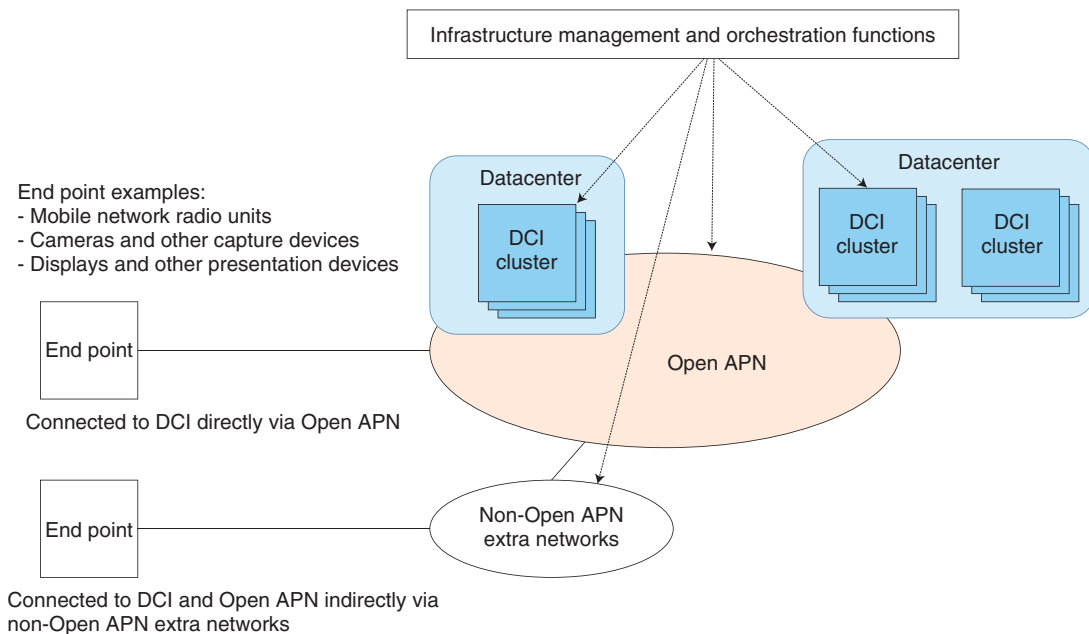 Infrastructure management and orchestration functions
Datacenter
DCI
cluster
Datacenter
DCI
cluster
DCI
cluster
End point examples:
- Mobile network radio units
- Cameras and other capture devices
- Displays and other presentation devices
End point
Open APN
Connected to DCI directly via Open APN
End point
Non-Open APN
extra networks
Connected to DCI and Open APN indirectly via
non-Open APN extra networks